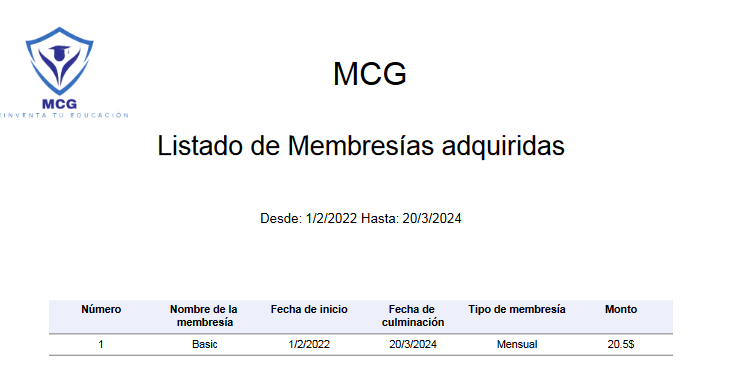 MCG
INVENTA TU EDUCACIÓN
MCG
Listado de Membresías adquiridas
Desde: 1/2/2022 Hasta: 20/3/2024
Número Nombre de la membresía Fecha de inicio Fecha de culminación Tipo de membresía Monto
1 Basic 1/2/2022 20/3/2024 Mensual 20.5$